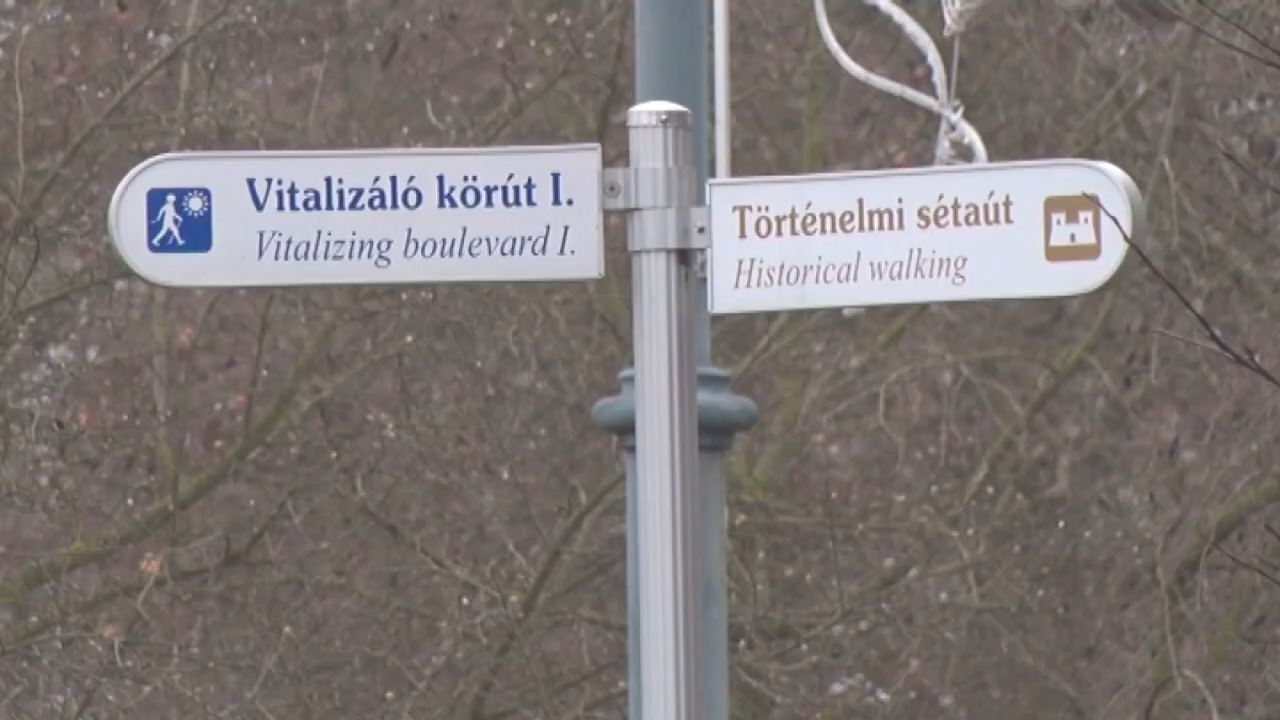 Vitalizáló körút I.
Vitalizing boulevard I.
Történelmi sétaút
Historical walking